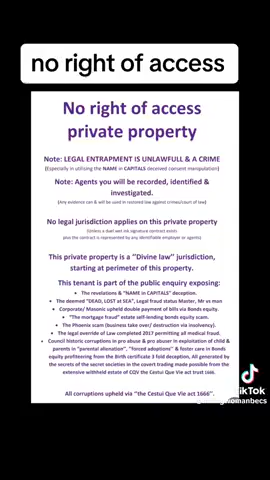 no right of access
No right of access
private property
Note: LEGAL ENTRAPMENT IS UNLAWFULL & A CRIME
(Especially in utilising the NAME in CAPITALS deceived consent manipulation)
Note: Agents you will be recorded, identified &
investigated.
(Any evidence can & will be used in restored law against crimes/court of law)
No legal jurisdiction applies on this private property
(Unless a duel wet ink signature contract exists
plus the contract is represented by any identifiable employer or agents)
This private property is a "Divine law" jurisdiction,
starting at perimeter of this property.
This tenant is part of the public enquiry exposing:
• The revelations & "NAME in CAPITALS" deception.
• The deemed "DEAD, LOST at SEA", Legal fraud status Master, Mr vs man
• Corporate/ Masonic upheld double payment of bills via Bonds equity.
• "The mortgage fraud" estate self-lending bonds equity scam.
• The Phoenix scam (business take over/ destruction via insolvency).
• The legal override of Law completed 2017 permitting all medical fraud.
• Council historic corruptions in pro abuse & pro abuser in exploitation of child &
parents in "parental alienation", "forced adoptions" & foster care in Bonds
equity profiteering from the Birth certificate 3 fold deception, All generated by
the secrets of the secret societies in the covert trading made possible from the
extensive withheld estate of CQV the Cestui Que Vie act trust 1666.
All corruptions upheld via "the Cestui Que Vie act 1666".